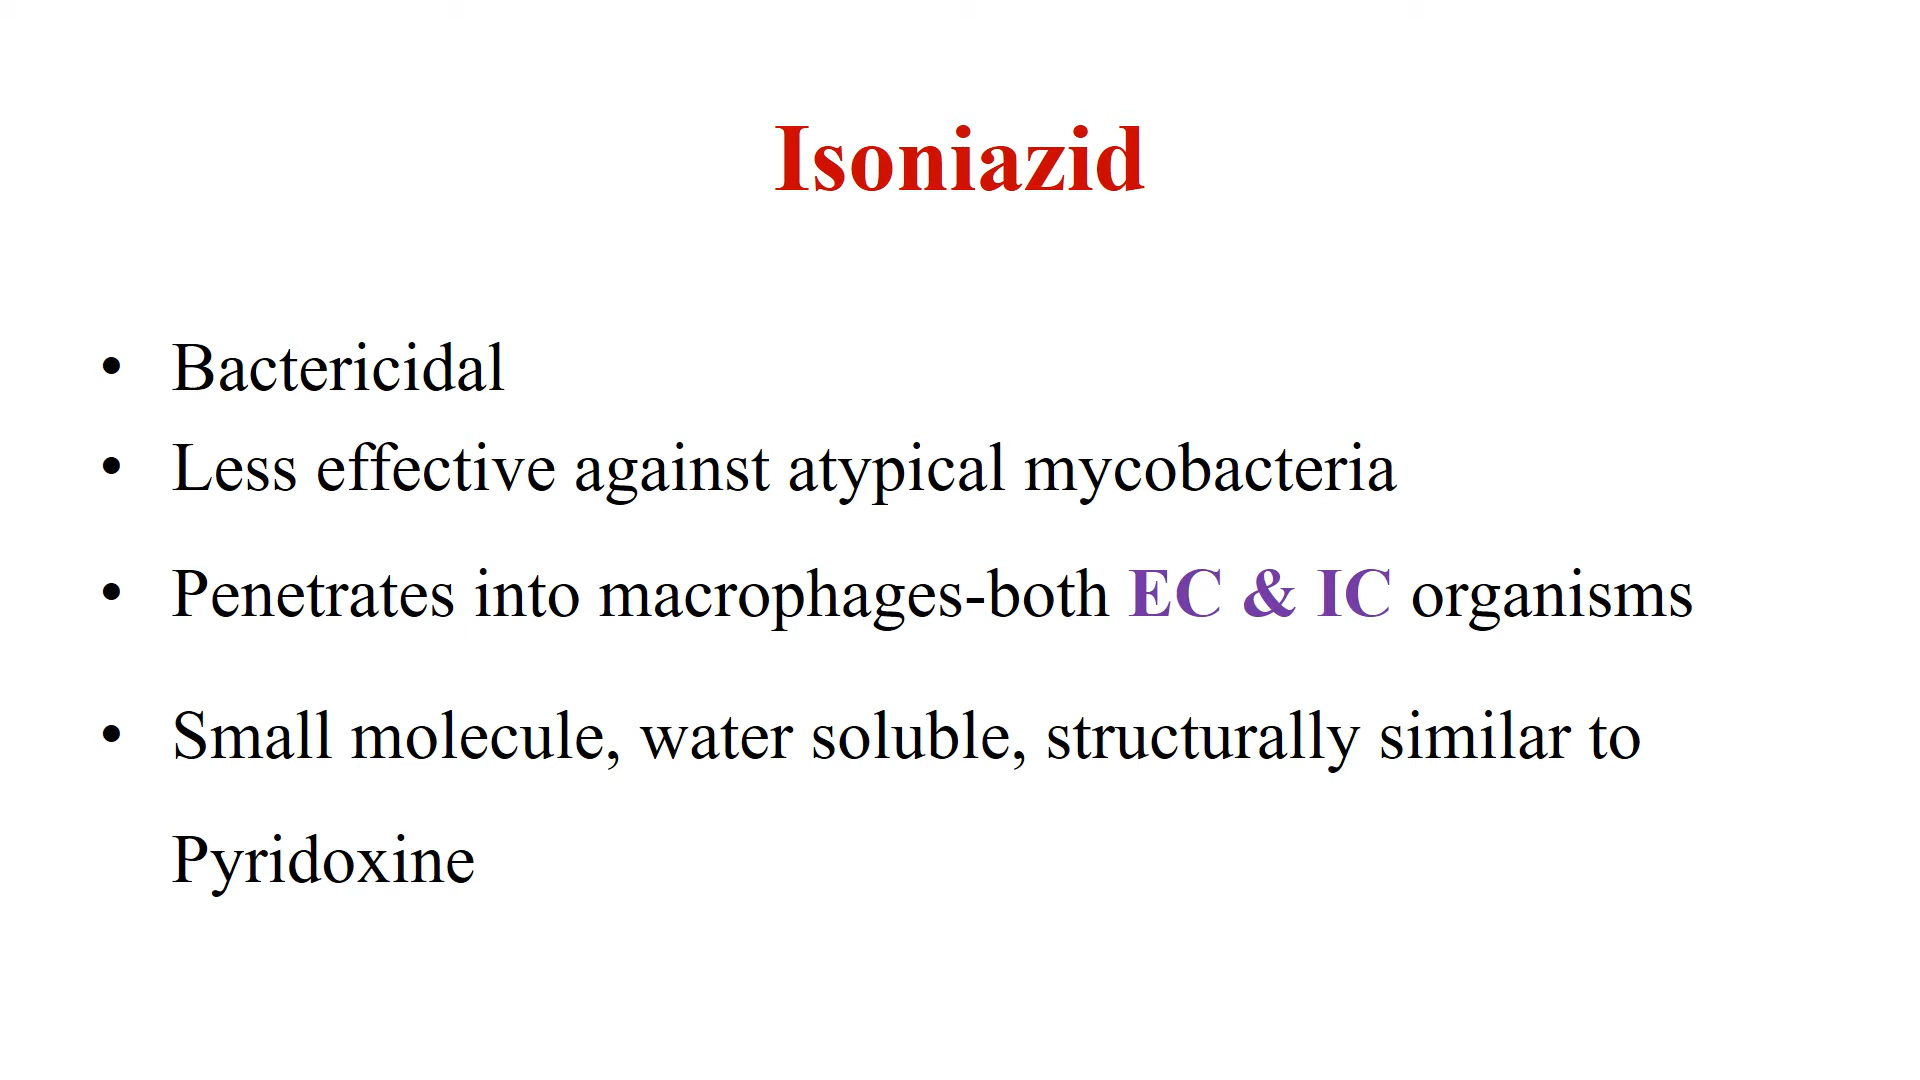 Isoniazid
• Bactericidal
• Less effective against atypical mycobacteria
• Penetrates into macrophages-both EC & IC organisms
• Small molecule, water soluble, structurally similar to
Pyridoxine